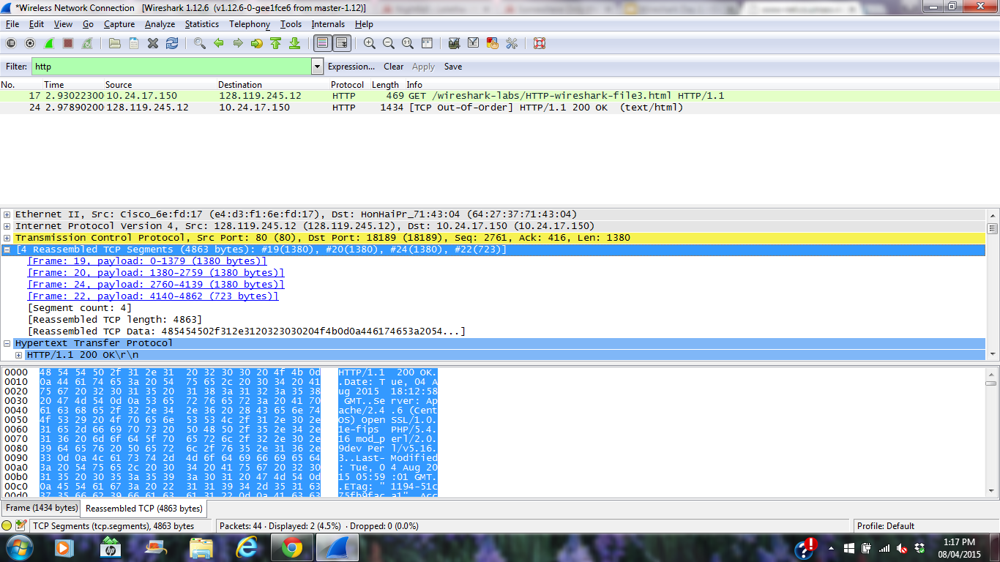 *Wireless Network Connection [Wireshark 1.12.6 (v1.12.6-0-gee1fce6 from master-1.12)]
File Edit View Go Capture Analyze Statistics Telephony Tools Internals Help
Filter: http Expression... Clear Apply Save
No. Time Source Destination Protocol Length Info
17 2.93022300 10.24.17.150 128.119.245.12 HTTP 469 GET /wireshark-labs/HTTP-wireshark-file3.html HTTP/1.1
24 2.97890200 128.119.245.12 10.24.17.150 HTTP 1434 [TCP Out-Of-Order] HTTP/1.1 200 OK (text/html)
Ethernet II, Src: Cisco_6e:fd:17 (e4:d3:f1:6e:fd:17), Dst: HonHaiPr_71:43:04 (64:27:37:71:43:04)
Internet Protocol Version 4, Src: 128.119.245.12 (128.119.245.12), Dst: 10.24.17.150 (10.24.17.150)
Transmission Control Protocol, Src Port: 80 (80), Dst Port: 18189 (18189), Seq: 2761, Ack: 416, Len: 1380
[4 Reassembled TCP Segments (4863 bytes): #19(1380), #20(1380), #24(1380), #22(723)]
[Frame: 19, payload: 0-1379 (1380 bytes)]
[Frame: 20, payload: 1380-2759 (1380 bytes)]
[Frame: 24, payload: 2760-4139 (1380 bytes)]
[Frame: 22, payload: 4140-4862 (723 bytes)]
[Segment count: 4]
[Reassembled TCP length: 4863]
[Reassembled TCP Data: 485454502f312e3120323030204f4b0d0a446174653a2054...]
Hypertext Transfer Protocol
HTTP/1.1 200 OK\r\n
0000 48 54 54 50 2f 31 2e 31 20 32 30 30 20 4f 4b 0d HTTP/1.1 200 OK.
0010 0a 44 61 74 65 3a 20 54 75 65 2c 20 30 34 20 41 .Date: T ue, 04 A
0020 75 67 20 32 30 31 35 20 31 38 3a 31 32 3a 35 38 ug 2015 18:12:58
0030 20 47 4d 54 0d 0a 53 65 72 76 65 72 3a 20 41 70 GMT..Se rver: Ap
0040 61 63 68 65 2f 32 2e 34 2e 36 20 28 43 65 6e 74 ache/2.4 .6 (Cent
0050 4f 53 29 20 4f 70 65 6e 53 53 4c 2f 31 2e 30 2e OS) Open SSL/1.0.
0060 31 65 2d 66 69 70 73 20 50 48 50 2f 35 2e 34 2e 1e-fips PHP/5.4.
0070 31 36 20 6d 6f 64 5f 70 65 72 6c 2f 32 2e 30 2e 16 mod_p erl/2.0.
0080 39 64 65 76 20 50 65 72 6c 2f 76 35 2e 31 36 2e 9dev Per l/v5.16.
0090 33 0d 0a 4c 61 73 74 2d 4d 6f 64 69 66 69 65 64 3..Last- Modified
00a0 3a 20 54 75 65 2c 20 30 34 20 41 75 67 20 32 30 : Tue, 0 4 Aug 20
00b0 31 35 20 30 35 3a 35 39 3a 30 31 20 47 4d 54 0d 15 05:59 :01 GMT.
00c0 0a 45 54 61 67 3a 20 22 31 31 39 34 2d 35 31 63 .ETag: " 1194-51c
00d0 37 35 66 62 39 66 61 63 61 31 22 0d 0a 41 63 63 75fb9fac a1"..Acc
Frame (1434 bytes) Reassembled TCP (4863 bytes)
TCP Segments (tcp.segments), 4863 bytes Packets: 44 · Displayed: 2 (4.5%) · Dropped: 0 (0.0%) Profile: Default
1:17 PM
08/04/2015